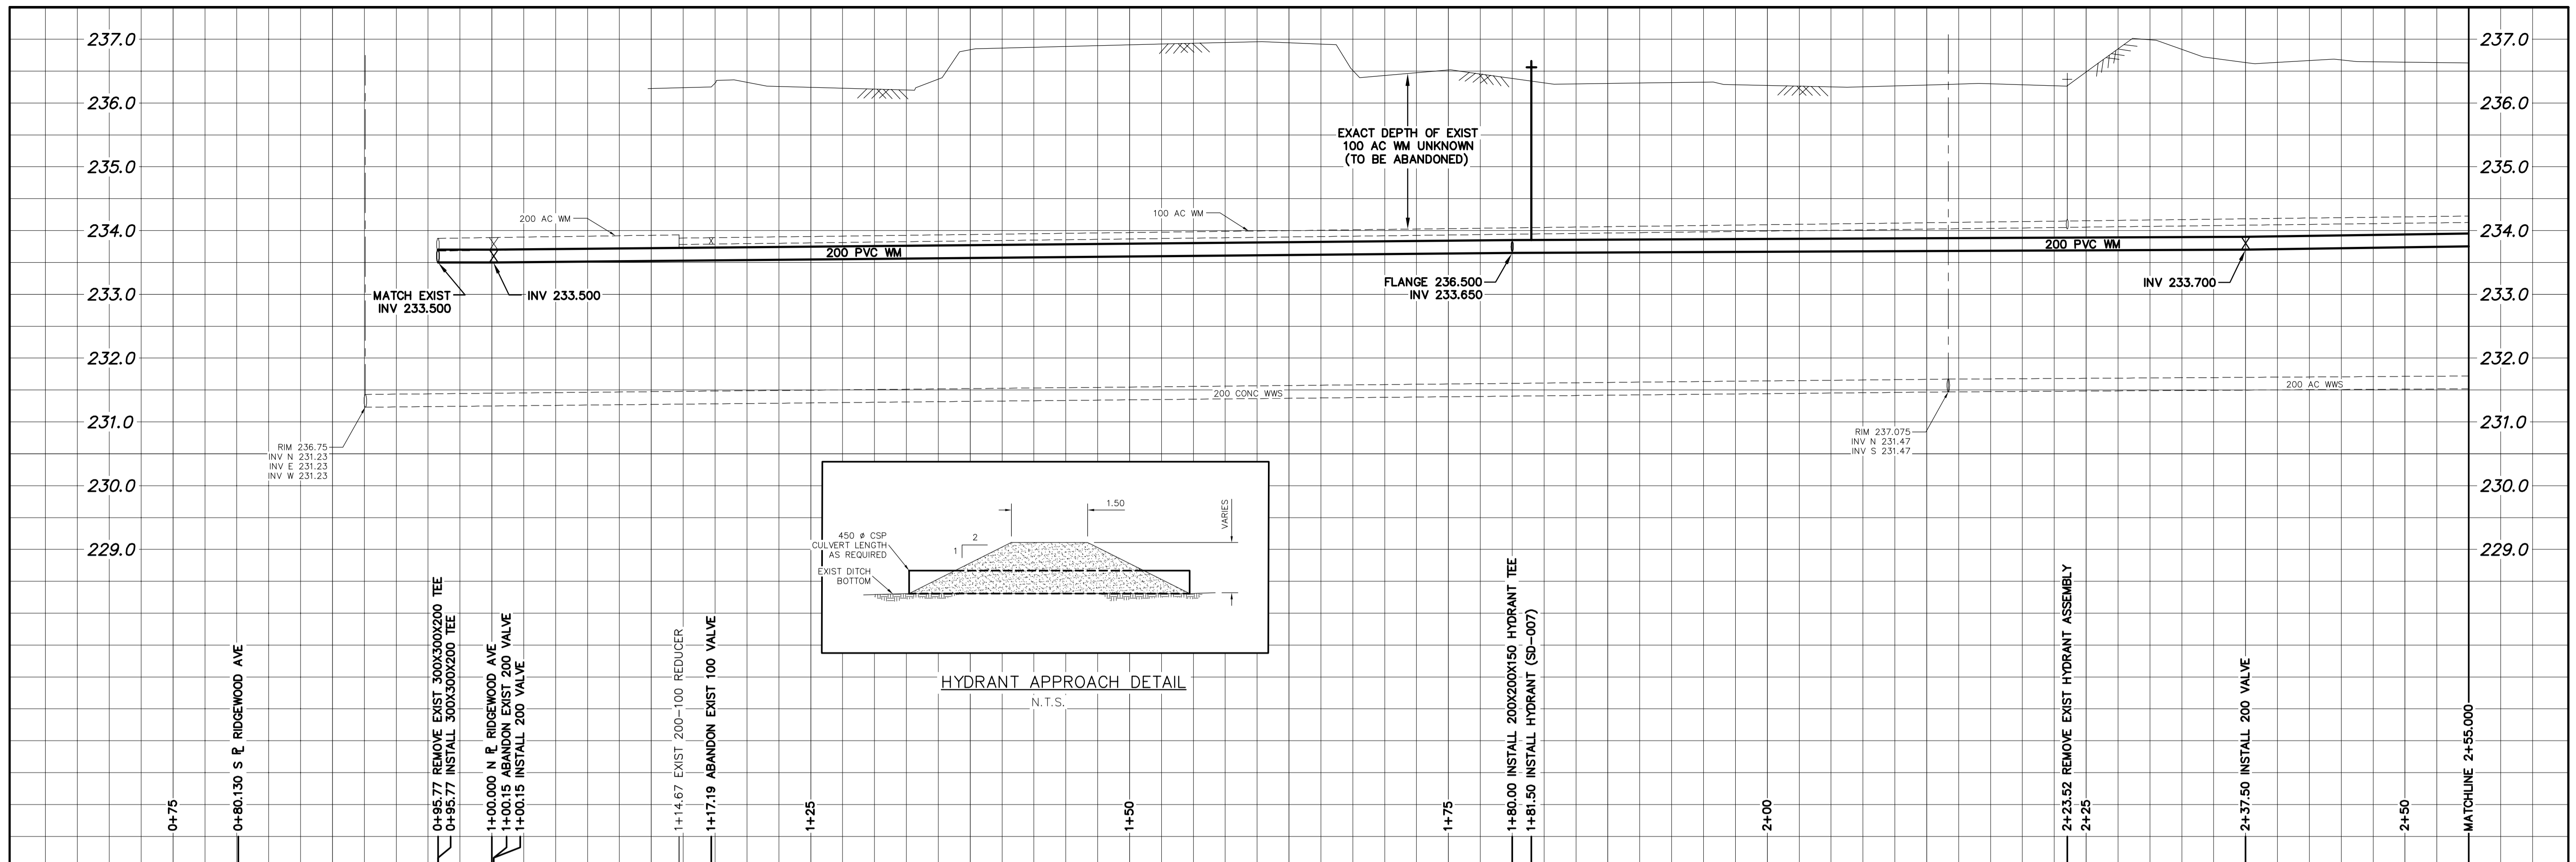 237.0
236.0
235.0
234.0
233.0
232.0
231.0
230.0
229.0
237.0
236.0
235.0
234.0
233.0
232.0
231.0
230.0
229.0
EXACT DEPTH OF EXIST
100 AC WM UNKNOWN
(TO BE ABANDONED)
200 AC WM
100 AC WM
200 PVC WM
200 PVC WM
MATCH EXIST
INV 233.500
INV 233.500
FLANGE 236.500
INV 233.650
INV 233.700
200 CONC WWS
200 AC WWS
RIM 236.75
INV N 231.23
INV E 231.23
INV W 231.23
RIM 237.075
INV N 231.47
INV S 231.47
1.50
VARIES
2
1
450 ø CSP
CULVERT LENGTH
AS REQUIRED
EXIST DITCH
BOTTOM
HYDRANT APPROACH DETAIL
N.T.S.
0+75
0+80.130 S PL RIDGEWOOD AVE
0+95.77 REMOVE EXIST 300X300X200 TEE
0+95.77 INSTALL 300X300X200 TEE
1+00.000 N PL RIDGEWOOD AVE
1+00.15 ABANDON EXIST 200 VALVE
1+00.15 INSTALL 200 VALVE
1+14.67 EXIST 200-100 REDUCER
1+17.19 ABANDON EXIST 100 VALVE
1+25
1+50
1+75
1+80.00 INSTALL 200X200X150 HYDRANT TEE
1+81.50 INSTALL HYDRANT (SD-007)
2+00
2+23.52 REMOVE EXIST HYDRANT ASSEMBLY
2+25
2+37.50 INSTALL 200 VALVE
2+50
MATCHLINE 2+55.000